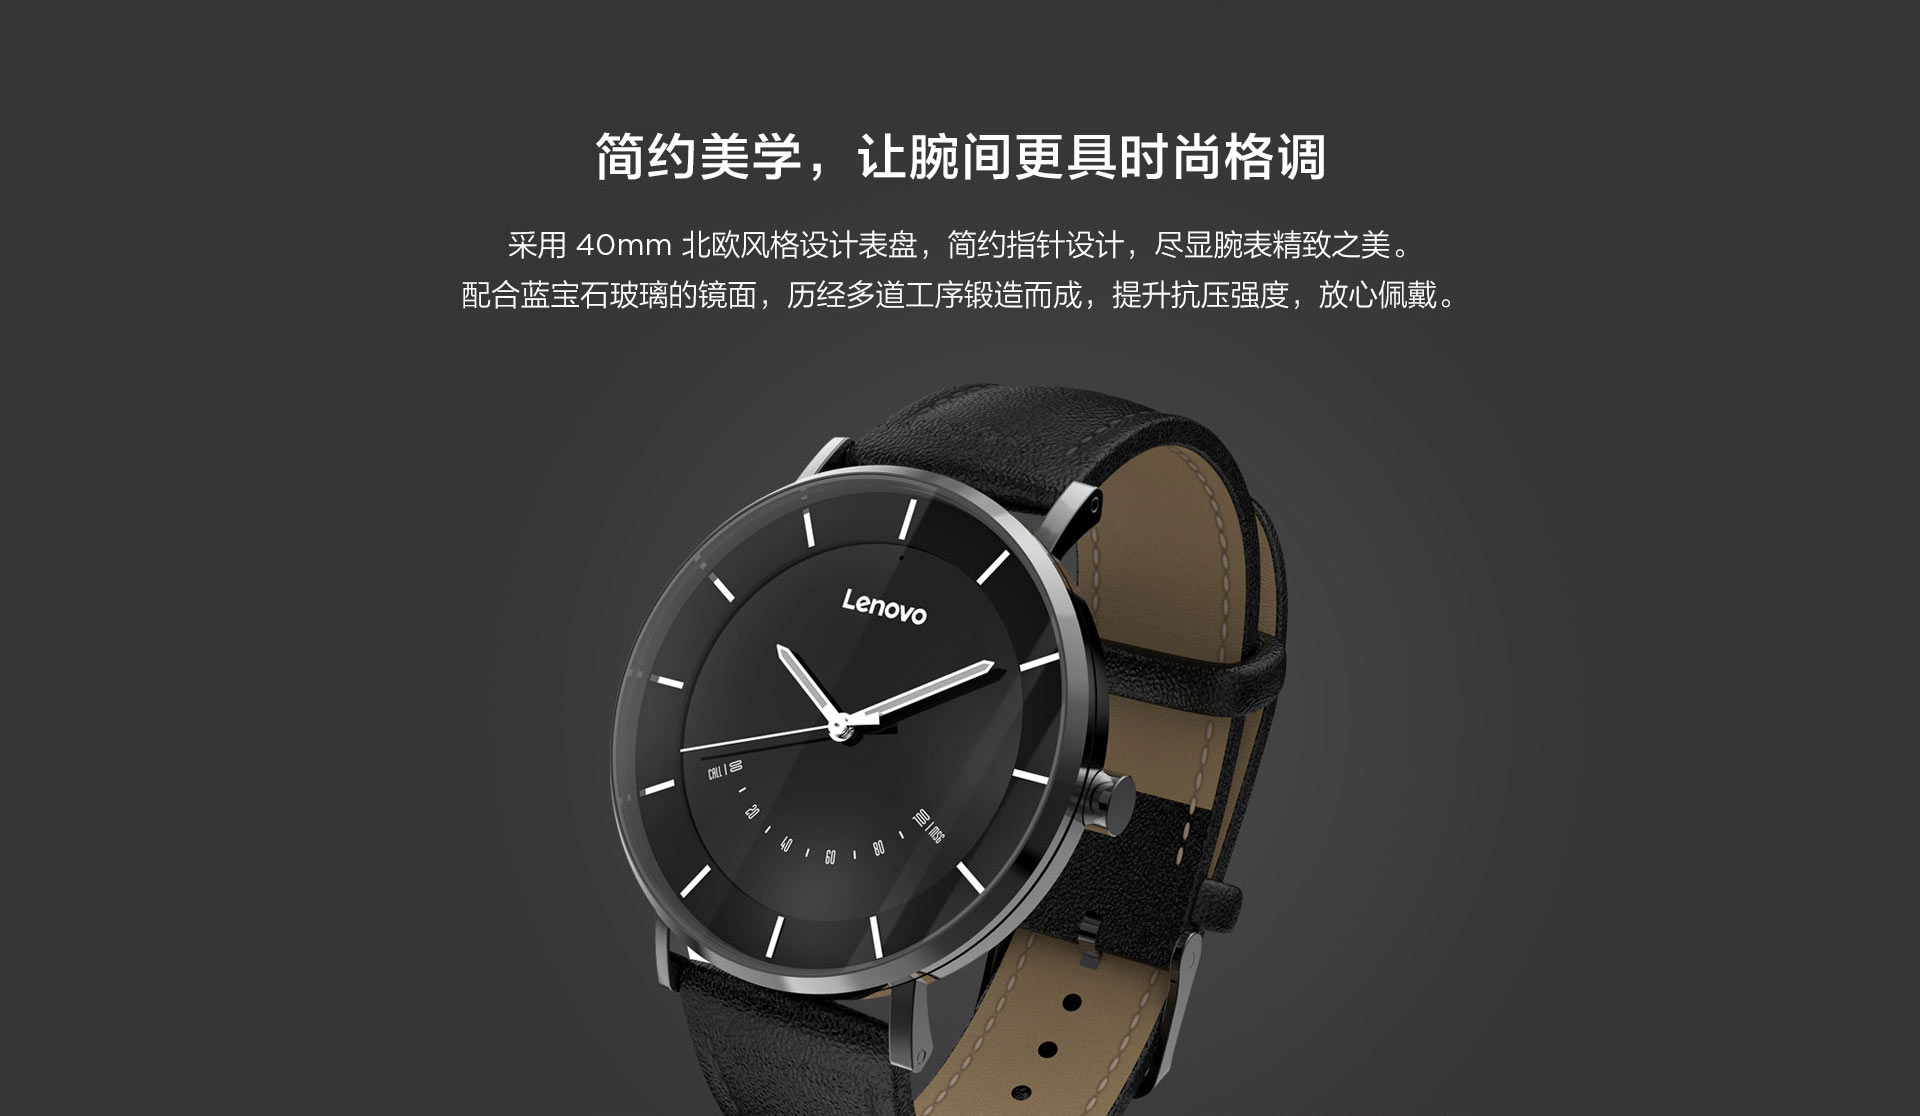 简约美学，让腕间更具时尚格调
采用 40mm 北欧风格设计表盘，简约指针设计，尽显腕表精致之美。
配合蓝宝石玻璃的镜面，历经多道工序锻造而成，提升抗压强度，放心佩戴。
Lenovo
CALL | 00
20
40
60
80
100 | MSG